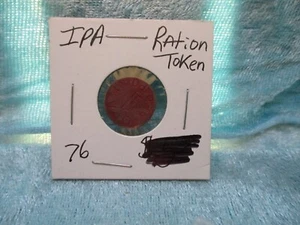 IPA — RAtion
Token
76